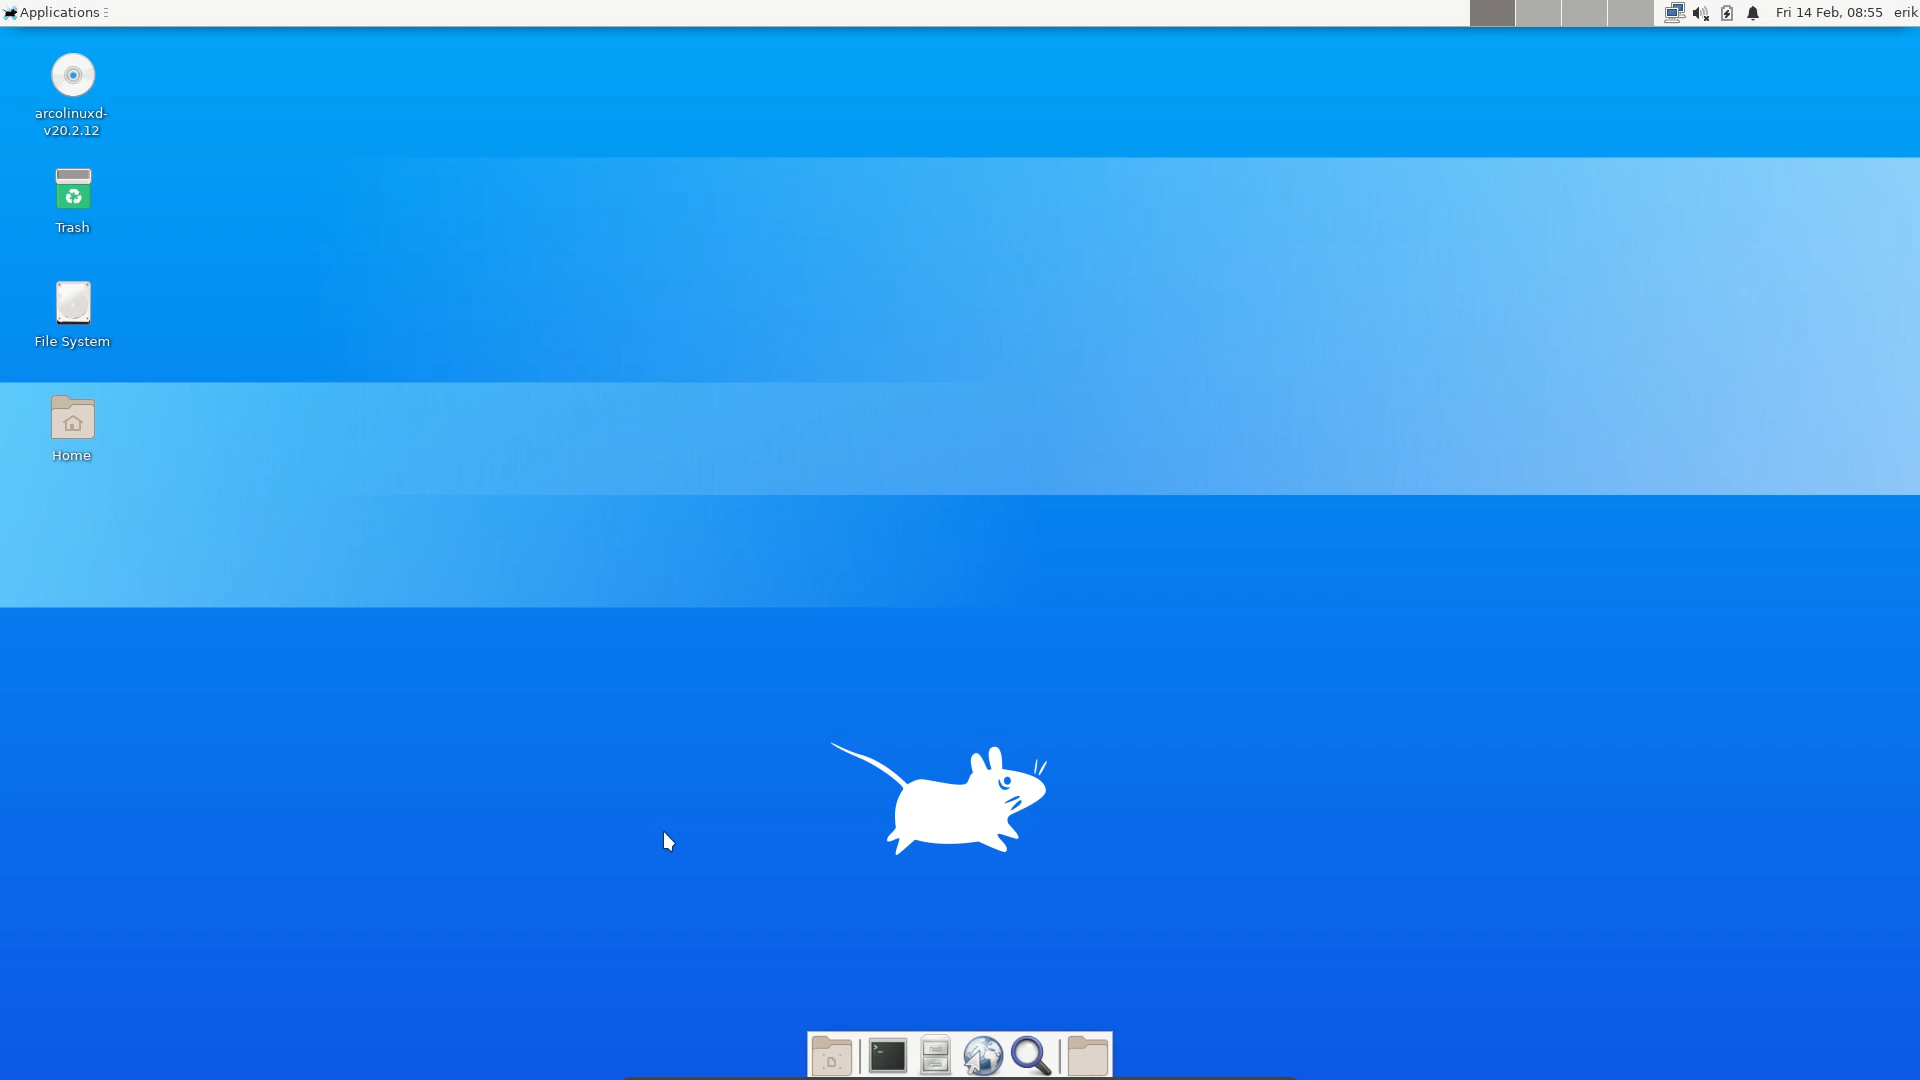 Applications
Fri 14 Feb, 08:55
erik
arcolinuxd-
v20.2.12
Trash
File System
Home